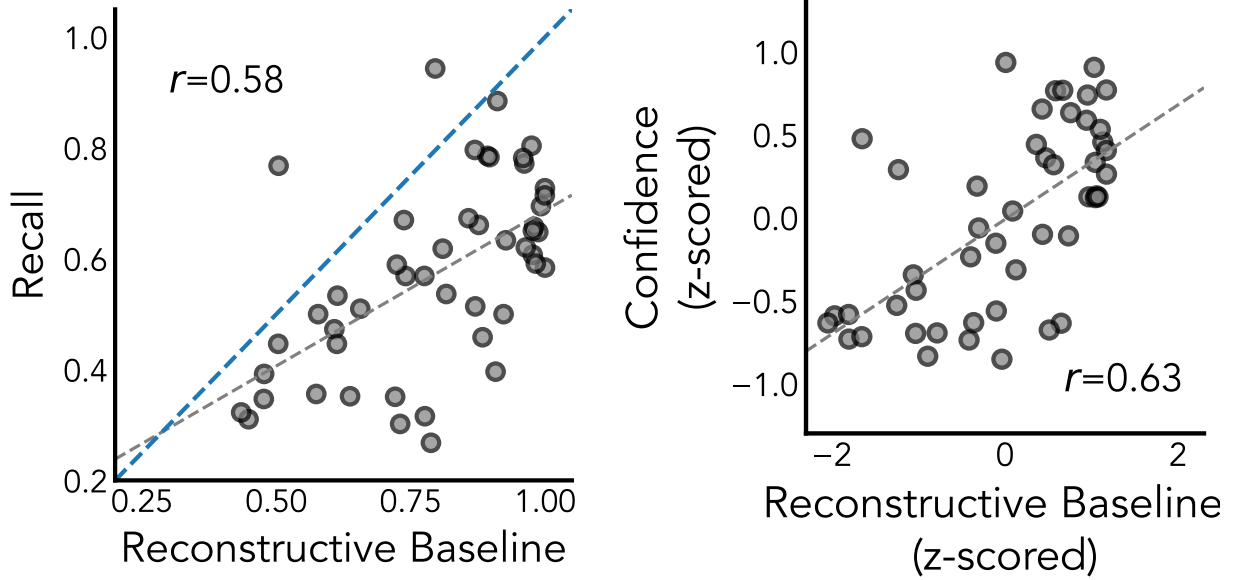 r=0.58
Recall
1.0
0.8
0.6
0.4
0.2
0.25 0.50 0.75 1.00
Reconstructive Baseline
Confidence
(z-scored)
1.0
0.5
0.0
−0.5
−1.0
r=0.63
−2 0 2
Reconstructive Baseline
(z-scored)